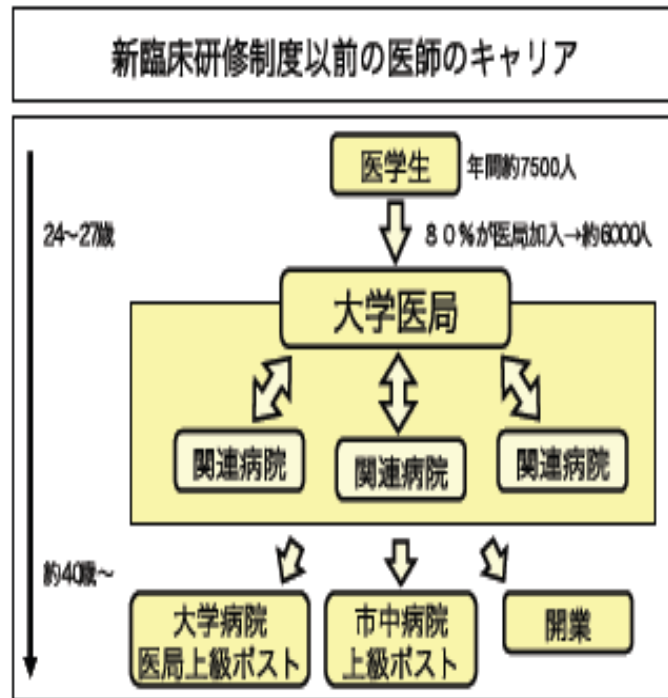 新臨床研修制度以前の医師のキャリア
医学生
年間約7500人
24〜27歳
８０%が医局加入→約6000人
大学医局
関連病院
関連病院
関連病院
約40歳〜
大学病院
医局上級ポスト
市中病院
上級ポスト
開業